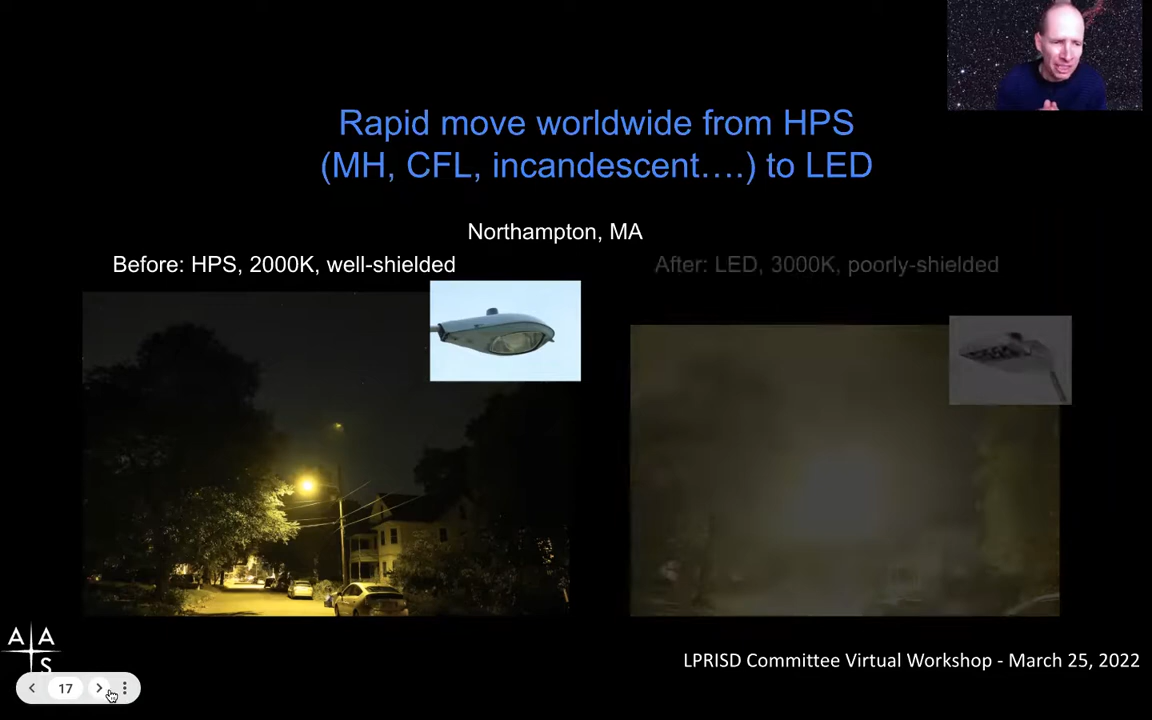 Rapid move worldwide from HPS
(MH, CFL, incandescent….) to LED
Northampton, MA
Before: HPS, 2000K, well-shielded
After: LED, 3000K, poorly-shielded
A A
S
LPRISD Committee Virtual Workshop - March 25, 2022
17